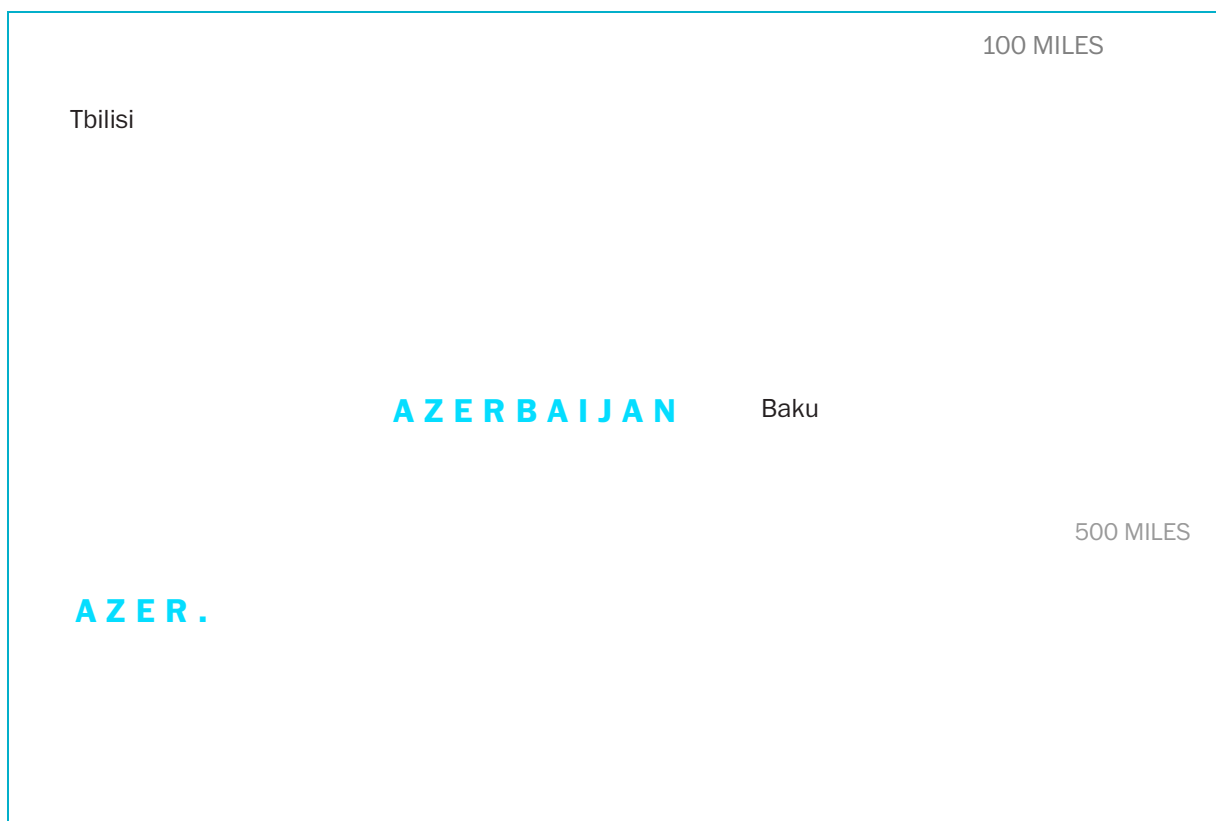 100 MILES
Tbilisi
AZERBAIJAN
Baku
500 MILES
AZER.